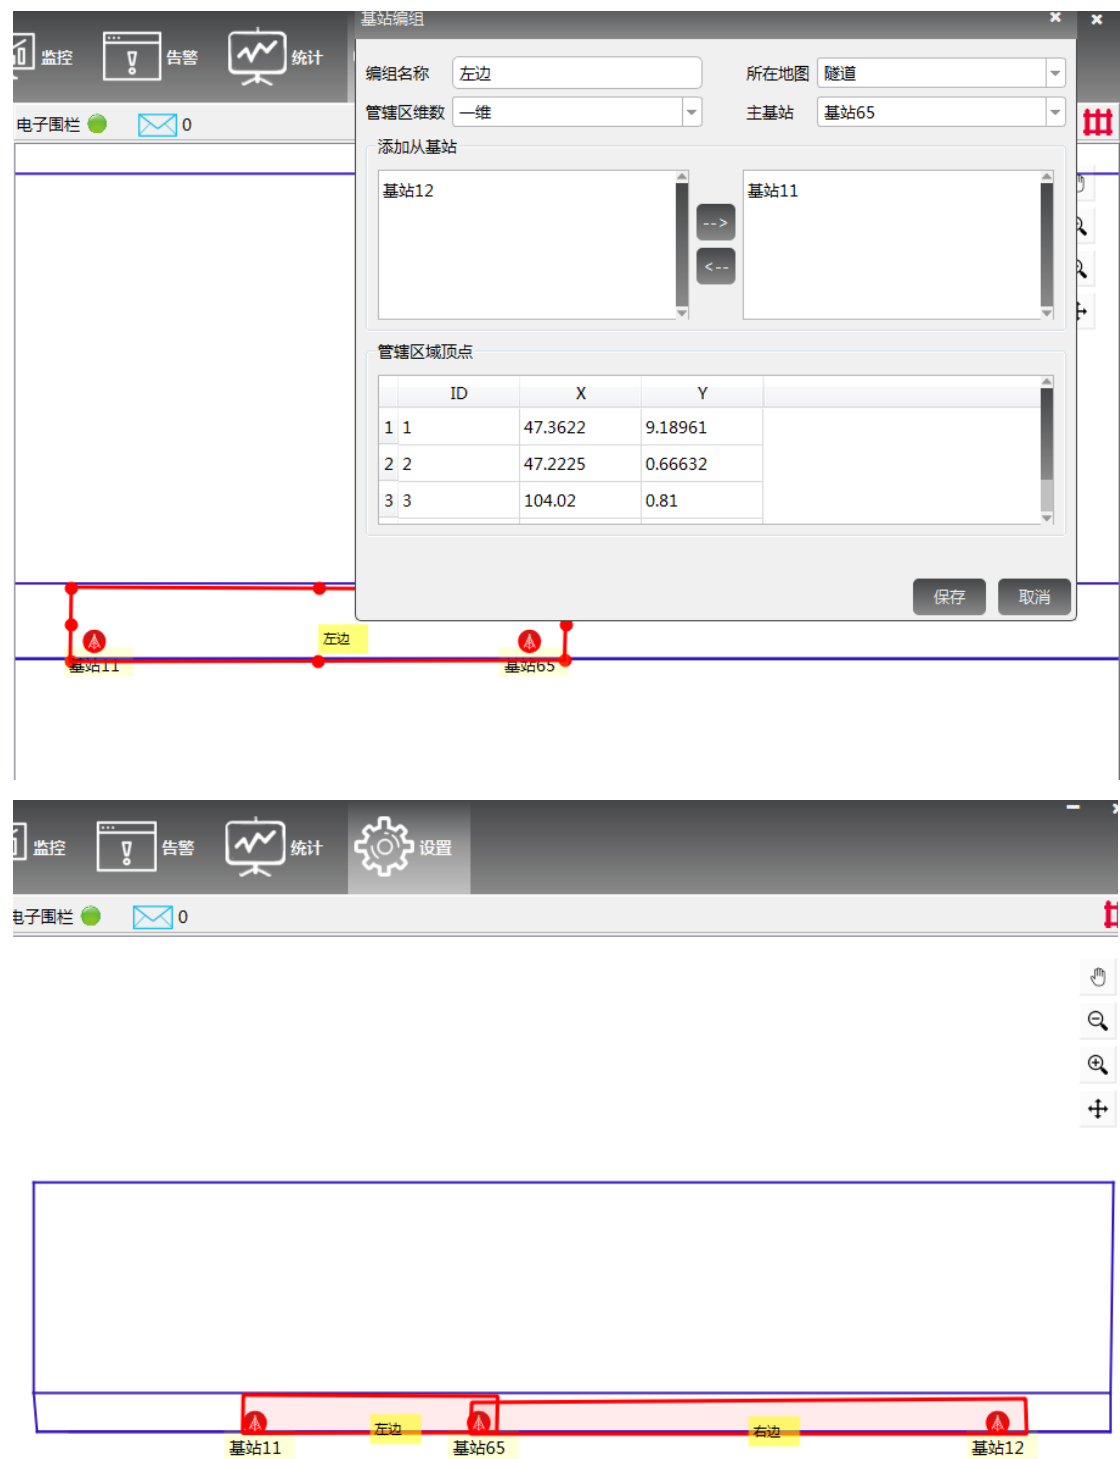 基站编组
监控
告警
统计
编组名称 左边 所在地图 隧道
管辖区维数 一维 主基站 基站65
电子围栏 0
添加从基站
基站12 基站11
-->
<--
管辖区域顶点
ID X Y
1 1 47.3622 9.18961
2 2 47.2225 0.66632
3 3 104.02 0.81
保存 取消
左边
基站11 基站65
监控 告警 统计 设置
电子围栏 0
左边 右边
基站11 基站65 基站12